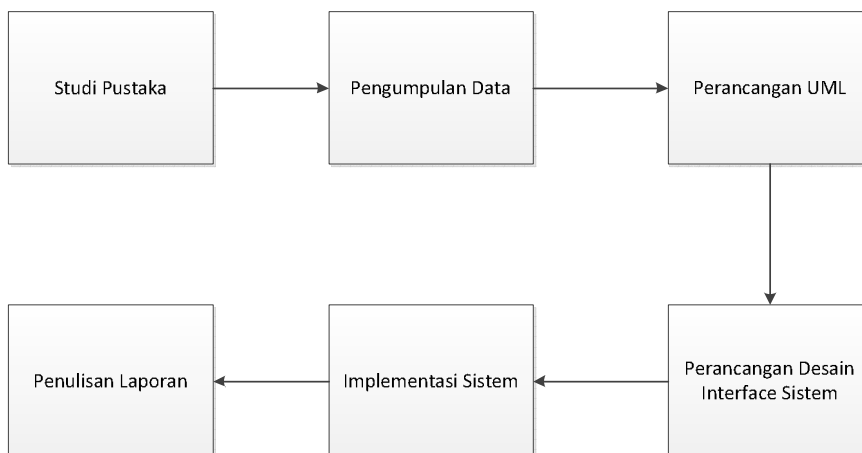 Studi Pustaka
Pengumpulan Data
Perancangan UML
Perancangan Desain
Interface Sistem
Implementasi Sistem
Penulisan Laporan